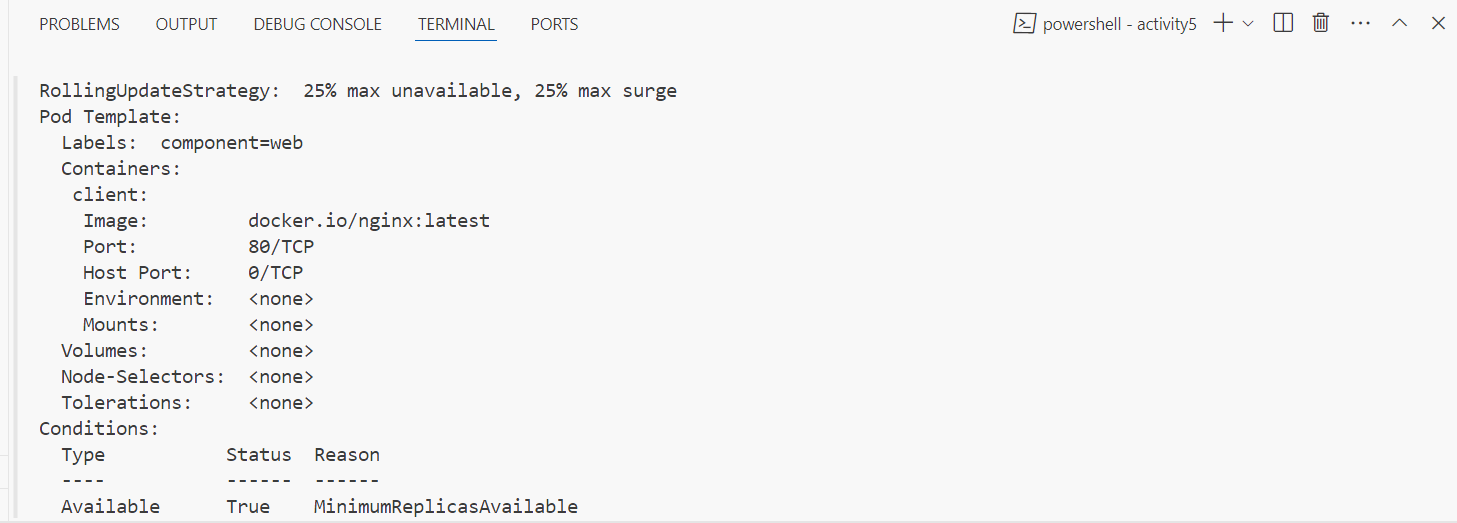 PROBLEMS OUTPUT DEBUG CONSOLE TERMINAL PORTS powershell - activity5
RollingUpdateStrategy:  25% max unavailable, 25% max surge
Pod Template:
  Labels:  component=web
  Containers:
   client:
    Image:         docker.io/nginx:latest
    Port:          80/TCP
    Host Port:     0/TCP
    Environment:   <none>
    Mounts:        <none>
  Volumes:         <none>
  Node-Selectors:  <none>
  Tolerations:     <none>
Conditions:
  Type           Status  Reason
  ----           ------  ------
  Available      True    MinimumReplicasAvailable